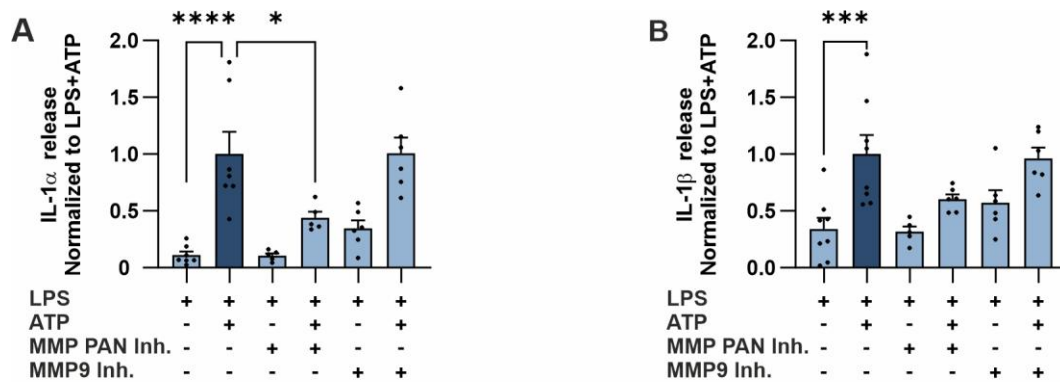 A
**** *
IL-1α release
Normalized to LPS+ATP
2.0
1.5
1.0
0.5
0
LPS + + + + + +
ATP - + - + - +
MMP PAN Inh. - - + + - -
MMP9 Inh. - - - - + +
B
***
IL-1β release
Normalized to LPS+ATP
2.0
1.5
1.0
0.5
0.0
LPS + + + + + +
ATP - + - + - +
MMP PAN Inh. - - + + - -
MMP9 Inh. - - - - + +